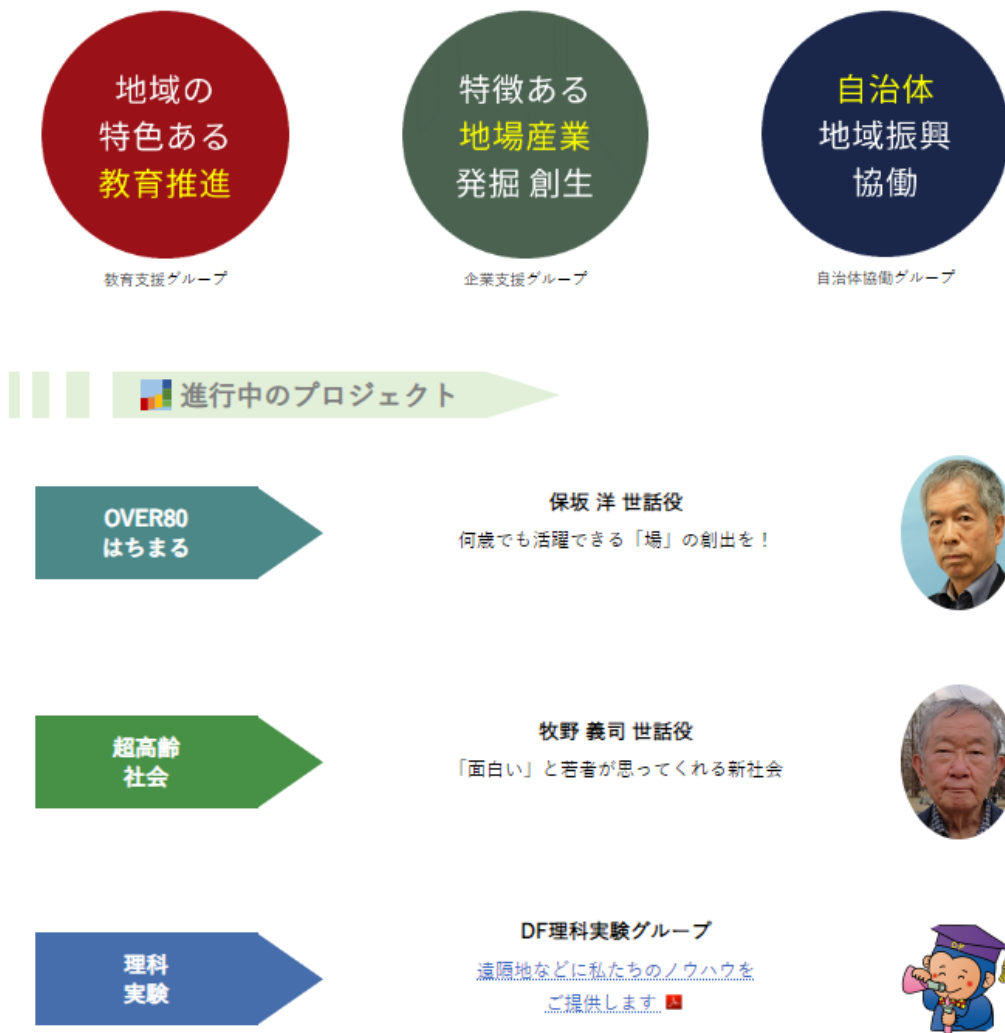 地域の
特色ある
教育推進
特徴ある
地場産業
発掘 創生
自治体
地域振興
協働
教育支援グループ
企業支援グループ
自治体協働グループ
進行中のプロジェクト
OVER80
はちまる
保坂 洋 世話役
何歳でも活躍できる「場」の創出を！
超高齢
社会
牧野 義司 世話役
「面白い」と若者が思ってくれる新社会
理科
実験
DF理科実験グループ
遠隔地などに私たちのノウハウを
ご提供します
DF